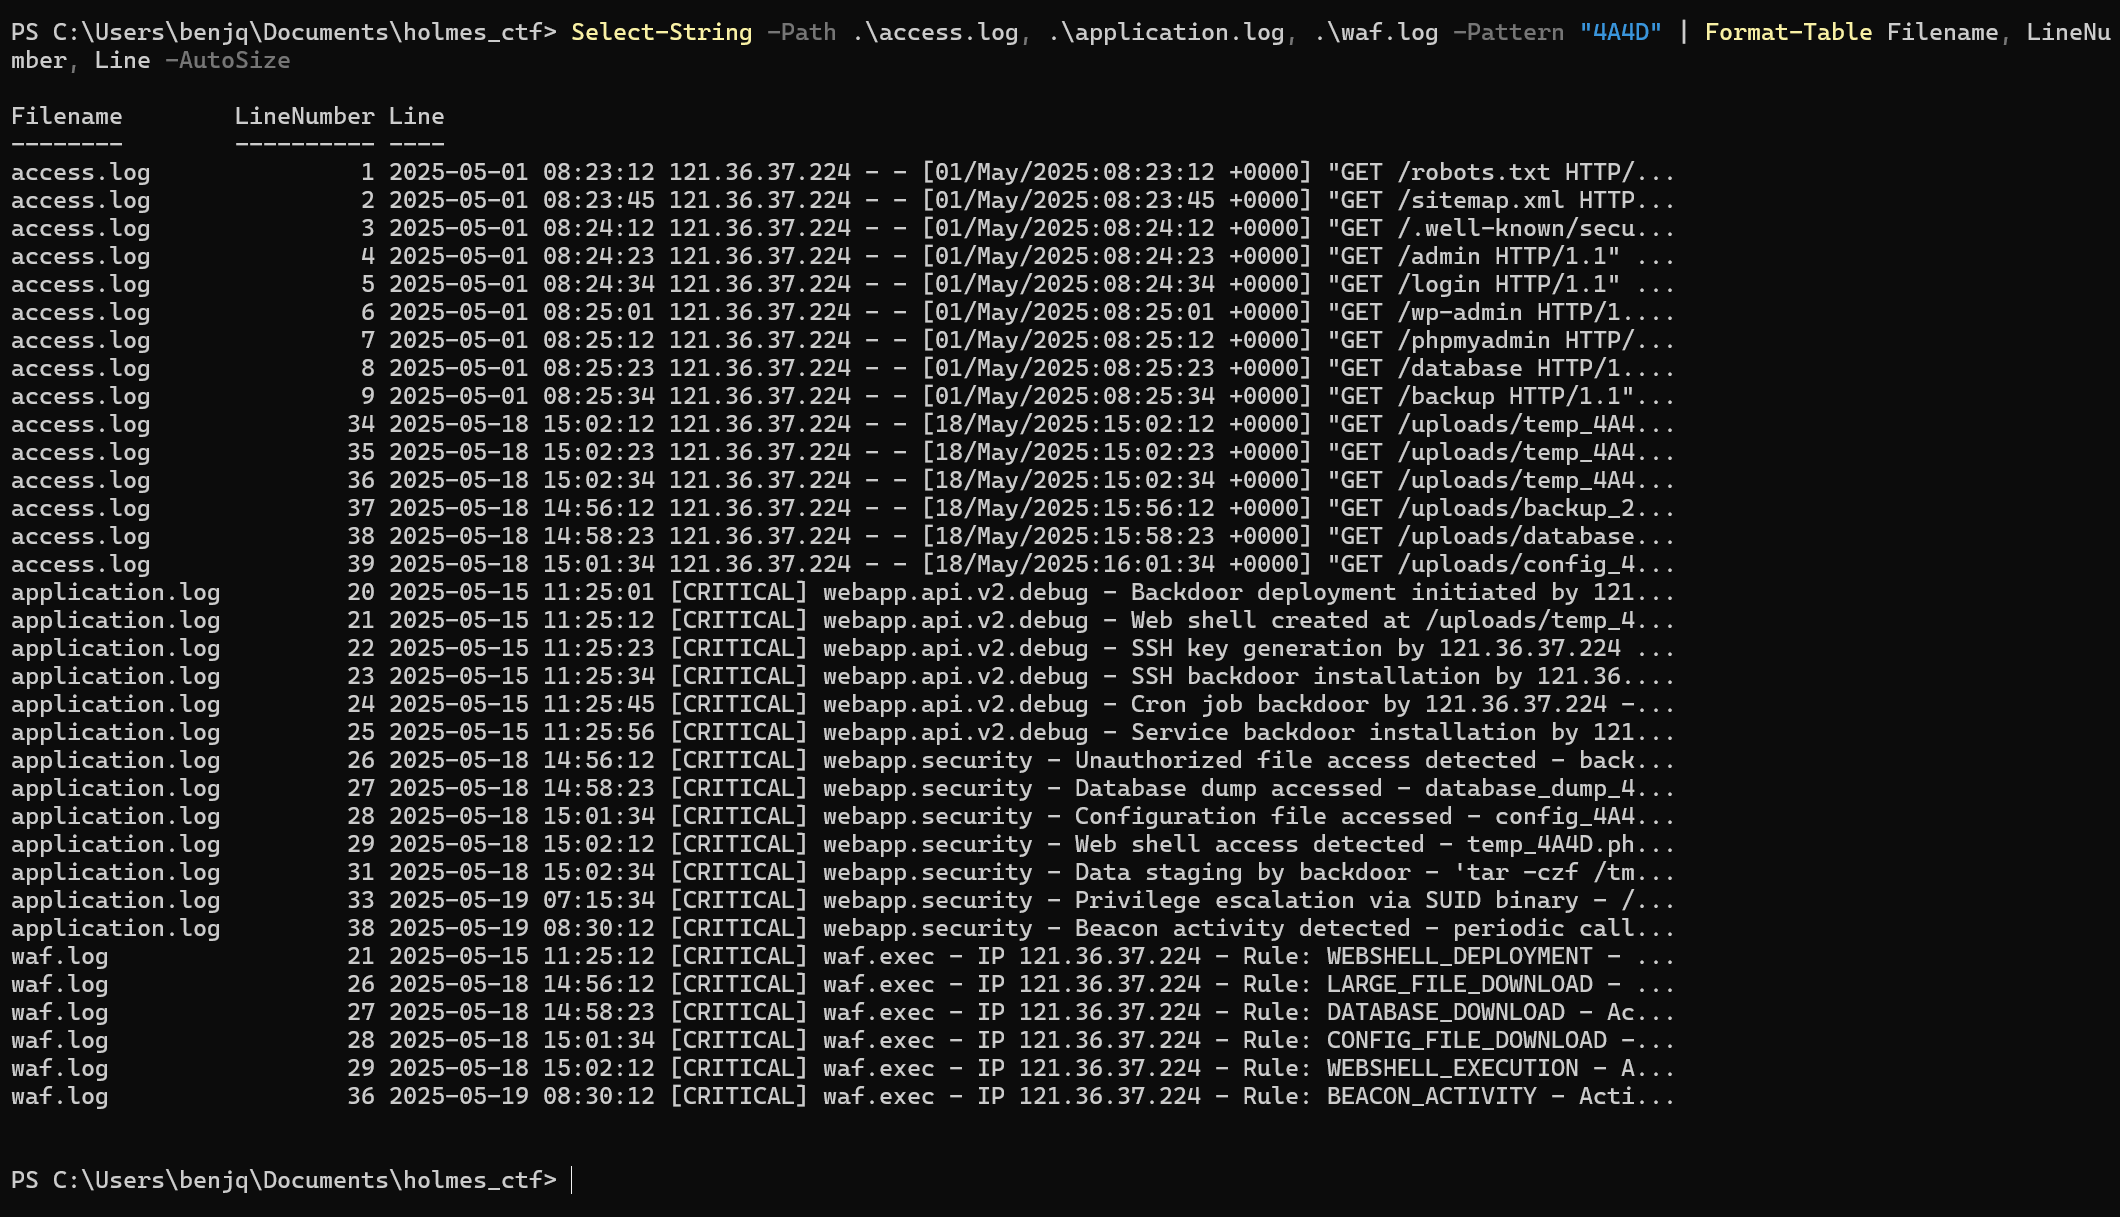 PS C:\Users\benjq\Documents\holmes_ctf> Select-String -Path .\access.log, .\application.log, .\waf.log -Pattern "4A4D" | Format-Table Filename, LineNu
mber, Line -AutoSize
Filename        LineNumber Line
--------        ---------- ----
access.log               1 2025-05-01 08:23:12 121.36.37.224 - - [01/May/2025:08:23:12 +0000] "GET /robots.txt HTTP/...
access.log               2 2025-05-01 08:23:45 121.36.37.224 - - [01/May/2025:08:23:45 +0000] "GET /sitemap.xml HTTP...
access.log               3 2025-05-01 08:24:12 121.36.37.224 - - [01/May/2025:08:24:12 +0000] "GET /.well-known/secu...
access.log               4 2025-05-01 08:24:23 121.36.37.224 - - [01/May/2025:08:24:23 +0000] "GET /admin HTTP/1.1" ...
access.log               5 2025-05-01 08:24:34 121.36.37.224 - - [01/May/2025:08:24:34 +0000] "GET /login HTTP/1.1" ...
access.log               6 2025-05-01 08:25:01 121.36.37.224 - - [01/May/2025:08:25:01 +0000] "GET /wp-admin HTTP/1....
access.log               7 2025-05-01 08:25:12 121.36.37.224 - - [01/May/2025:08:25:12 +0000] "GET /phpmyadmin HTTP/...
access.log               8 2025-05-01 08:25:23 121.36.37.224 - - [01/May/2025:08:25:23 +0000] "GET /database HTTP/1....
access.log               9 2025-05-01 08:25:34 121.36.37.224 - - [01/May/2025:08:25:34 +0000] "GET /backup HTTP/1.1"...
access.log              34 2025-05-18 15:02:12 121.36.37.224 - - [18/May/2025:15:02:12 +0000] "GET /uploads/temp_4A4...
access.log              35 2025-05-18 15:02:23 121.36.37.224 - - [18/May/2025:15:02:23 +0000] "GET /uploads/temp_4A4...
access.log              36 2025-05-18 15:02:34 121.36.37.224 - - [18/May/2025:15:02:34 +0000] "GET /uploads/temp_4A4...
access.log              37 2025-05-18 14:56:12 121.36.37.224 - - [18/May/2025:15:56:12 +0000] "GET /uploads/backup_2...
access.log              38 2025-05-18 14:58:23 121.36.37.224 - - [18/May/2025:15:58:23 +0000] "GET /uploads/database...
access.log              39 2025-05-18 15:01:34 121.36.37.224 - - [18/May/2025:16:01:34 +0000] "GET /uploads/config_4...
application.log         20 2025-05-15 11:25:01 [CRITICAL] webapp.api.v2.debug - Backdoor deployment initiated by 121...
application.log         21 2025-05-15 11:25:12 [CRITICAL] webapp.api.v2.debug - Web shell created at /uploads/temp_4...
application.log         22 2025-05-15 11:25:23 [CRITICAL] webapp.api.v2.debug - SSH key generation by 121.36.37.224 ...
application.log         23 2025-05-15 11:25:34 [CRITICAL] webapp.api.v2.debug - SSH backdoor installation by 121.36....
application.log         24 2025-05-15 11:25:45 [CRITICAL] webapp.api.v2.debug - Cron job backdoor by 121.36.37.224 -...
application.log         25 2025-05-15 11:25:56 [CRITICAL] webapp.api.v2.debug - Service backdoor installation by 121...
application.log         26 2025-05-18 14:56:12 [CRITICAL] webapp.security - Unauthorized file access detected - back...
application.log         27 2025-05-18 14:58:23 [CRITICAL] webapp.security - Database dump accessed - database_dump_4...
application.log         28 2025-05-18 15:01:34 [CRITICAL] webapp.security - Configuration file accessed - config_4A4...
application.log         29 2025-05-18 15:02:12 [CRITICAL] webapp.security - Web shell access detected - temp_4A4D.ph...
application.log         31 2025-05-18 15:02:34 [CRITICAL] webapp.security - Data staging by backdoor - 'tar -czf /tm...
application.log         33 2025-05-19 07:15:34 [CRITICAL] webapp.security - Privilege escalation via SUID binary - /...
application.log         38 2025-05-19 08:30:12 [CRITICAL] webapp.security - Beacon activity detected - periodic call...
waf.log                 21 2025-05-15 11:25:12 [CRITICAL] waf.exec - IP 121.36.37.224 - Rule: WEBSHELL_DEPLOYMENT - ...
waf.log                 26 2025-05-18 14:56:12 [CRITICAL] waf.exec - IP 121.36.37.224 - Rule: LARGE_FILE_DOWNLOAD - ...
waf.log                 27 2025-05-18 14:58:23 [CRITICAL] waf.exec - IP 121.36.37.224 - Rule: DATABASE_DOWNLOAD - Ac...
waf.log                 28 2025-05-18 15:01:34 [CRITICAL] waf.exec - IP 121.36.37.224 - Rule: CONFIG_FILE_DOWNLOAD -...
waf.log                 29 2025-05-18 15:02:12 [CRITICAL] waf.exec - IP 121.36.37.224 - Rule: WEBSHELL_EXECUTION - A...
waf.log                 36 2025-05-19 08:30:12 [CRITICAL] waf.exec - IP 121.36.37.224 - Rule: BEACON_ACTIVITY - Acti...
PS C:\Users\benjq\Documents\holmes_ctf>